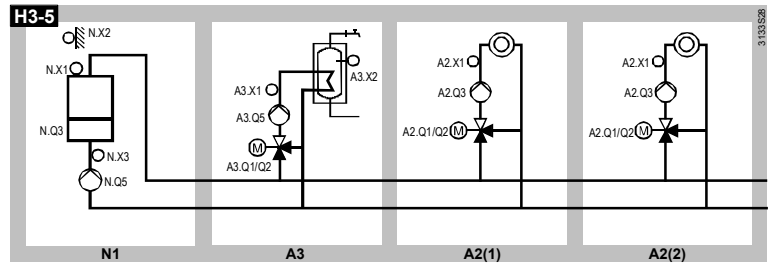 H3-5
N.X2
N.X1
N.Q3
N.X3
N.Q5
N1
A3.X1
A3.X2
A3.Q5
M
A3.Q1/Q2
A3
A2.X1
A2.Q3
A2.Q1/Q2 M
A2(1)
A2.X1
A2.Q3
A2.Q1/Q2 M
A2(2)
3133S28